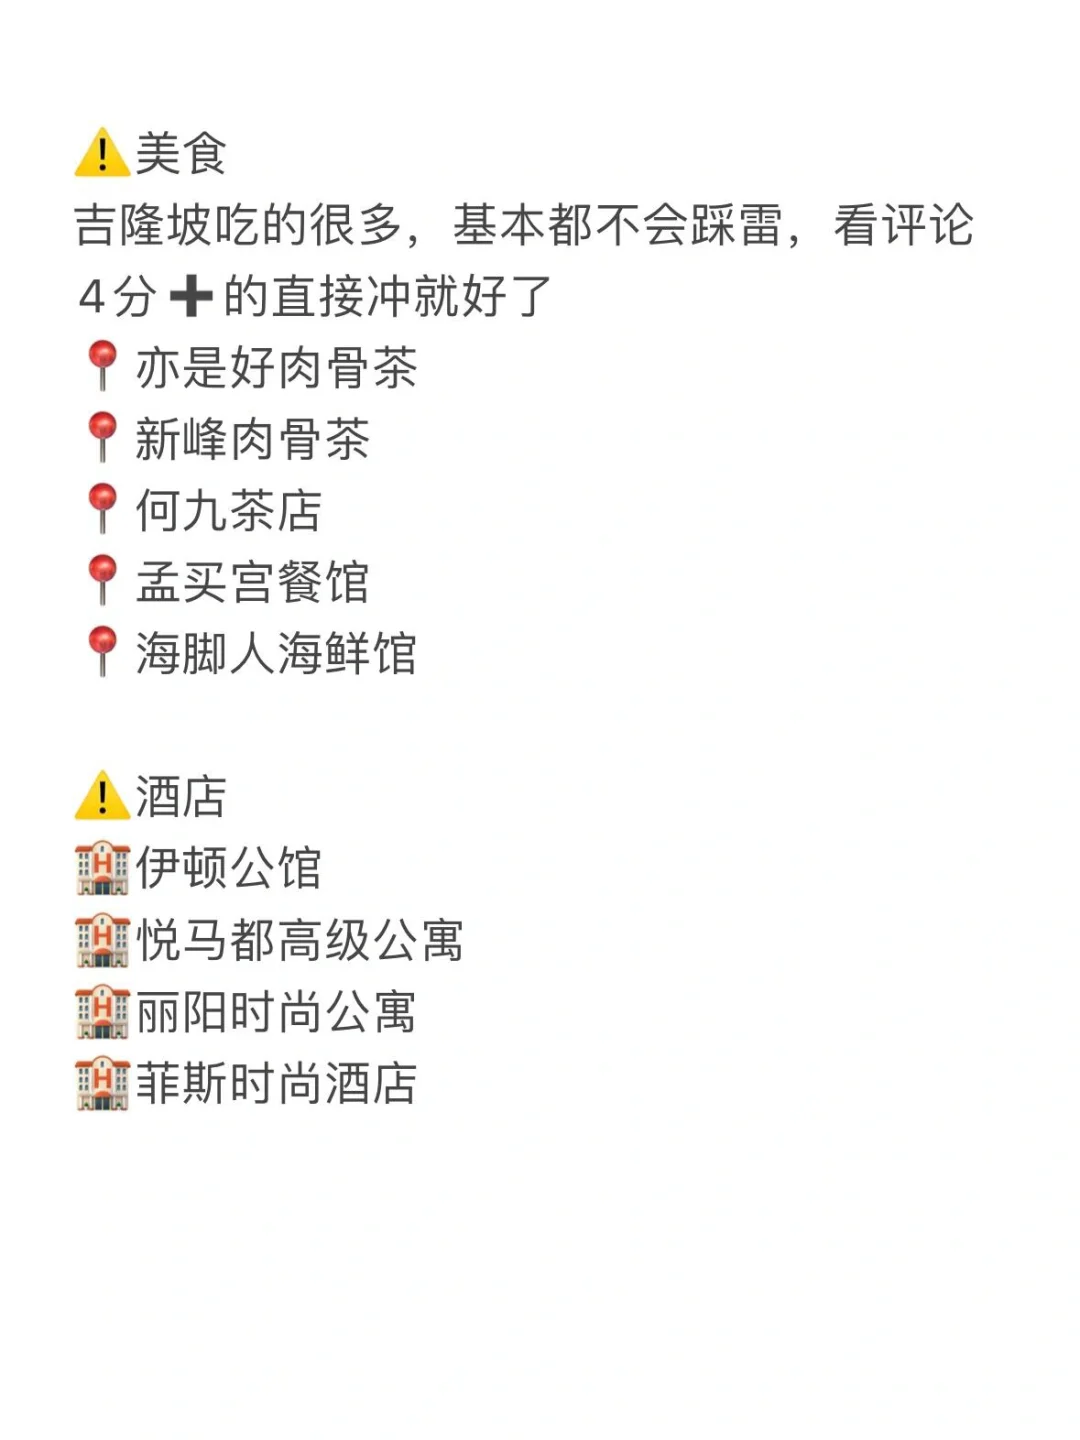 ⚠️美食
吉隆坡吃的很多，基本都不会踩雷，看评论
4分➕的直接冲就好了
📍亦是好肉骨茶
📍新峰肉骨茶
📍何九茶店
📍孟买宫餐馆
📍海脚人海鲜馆
⚠️酒店
🏨伊顿公馆
🏨悦马都高级公寓
🏨丽阳时尚公寓
🏨菲斯时尚酒店